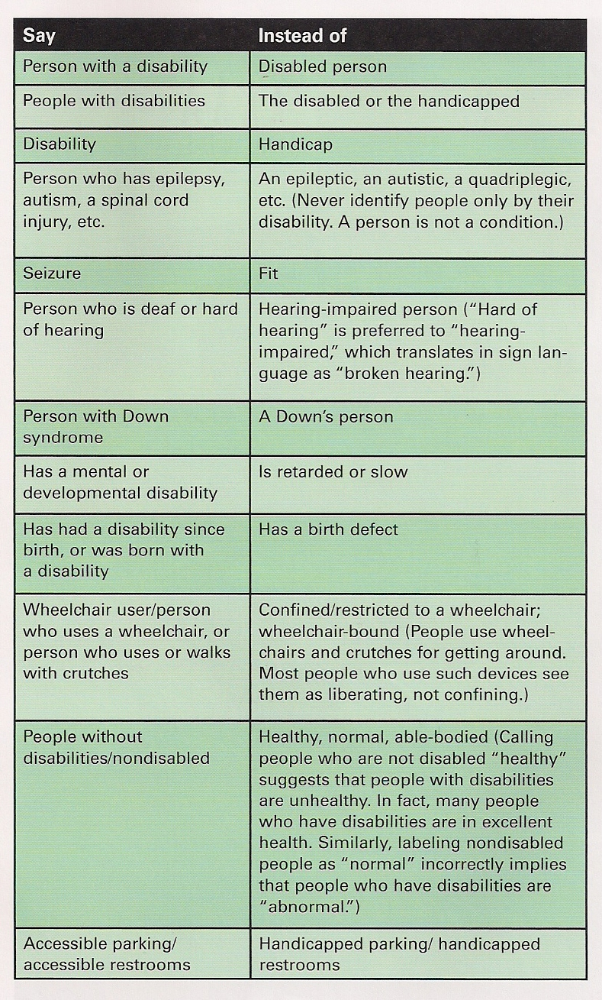 Say
Instead of
Person with a disability
Disabled person
People with disabilities
The disabled or the handicapped
Disability
Handicap
Person who has epilepsy,
autism, a spinal cord
injury, etc.
An epileptic, an autistic, a quadriplegic,
etc. (Never identify people only by their
disability. A person is not a condition.)
Seizure
Fit
Person who is deaf or hard
of hearing
Hearing-impaired person (“Hard of
hearing” is preferred to “hearing-
impaired,” which translates in sign lan-
guage as “broken hearing.”)
Person with Down
syndrome
A Down’s person
Has a mental or
developmental disability
Is retarded or slow
Has had a disability since
birth, or was born with
a disability
Has a birth defect
Wheelchair user/person
who uses a wheelchair, or
person who uses or walks
with crutches
Confined/restricted to a wheelchair;
wheelchair-bound (People use wheel-
chairs and crutches for getting around.
Most people who use such devices see
them as liberating, not confining.)
People without
disabilities/nondisabled
Healthy, normal, able-bodied (Calling
people who are not disabled “healthy”
suggests that people with disabilities
are unhealthy. In fact, many people
who have disabilities are in excellent
health. Similarly, labeling nondisabled
people as “normal” incorrectly implies
that people who have disabilities are
“abnormal.”)
Accessible parking/
accessible restrooms
Handicapped parking/ handicapped
restrooms